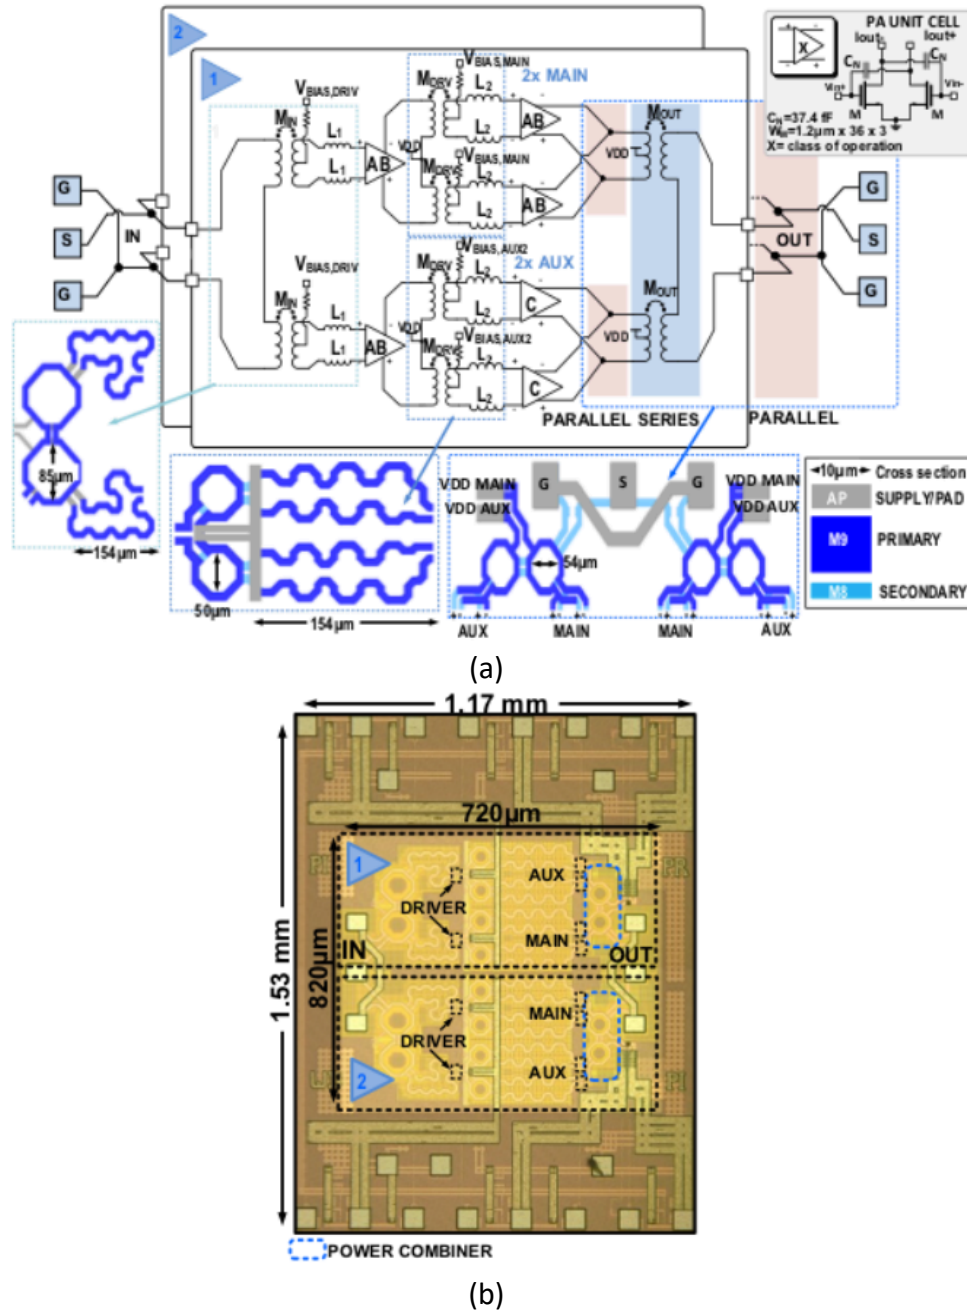 2
1
PA UNIT CELL
Iout- Iout+
X
CN CN
Vin+ Vin-
M M
CN=37.4 fF
WM=1.2µm x 36 x 3
X= class of operation
VBIAS,DRIV
MIN
L1
L1
AB
VDD
MDRV
VBIAS,MAIN
L2
L2
AB
2x MAIN
MDRV
VBIAS,MAIN
L2
L2
AB
VDD
MOUT
G
S
G
IN
OUT
G
S
G
VBIAS,DRIV
MIN
L1
L1
AB
VDD
MDRV
VBIAS,AUX2
L2
L2
C
2x AUX
MDRV
VBIAS,AUX2
L2
L2
C
VDD
MOUT
PARALLEL SERIES PARALLEL
85µm
154µm
50µm
154µm
VDD MAIN G S G VDD MAIN
VDD AUX VDD AUX
54µm
AUX MAIN MAIN AUX
10µm Cross section
AP SUPPLY/PAD
M9 PRIMARY
M8 SECONDARY
(a)
1.17 mm
720µm
1
AUX
DRIVER
MAIN
IN OUT
1.53 mm
820µm
MAIN
DRIVER
AUX
2
POWER COMBINER
(b)